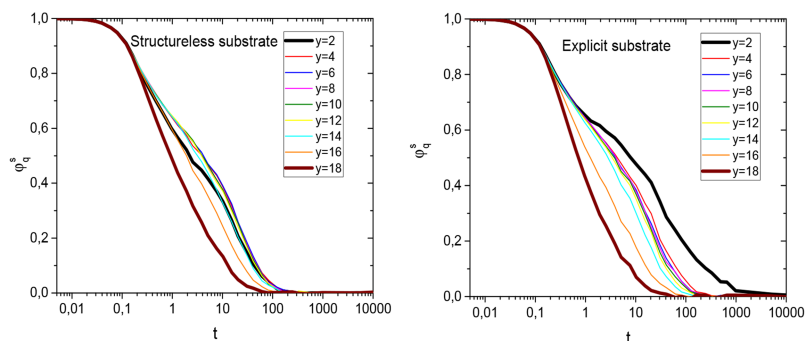 Structureless substrate
y=2
y=4
y=6
y=8
y=10
y=12
y=14
y=16
y=18
1,0
0,8
0,6
0,4
0,2
0,0
φqs
0,01 0,1 1 10 100 1000 10000
t
Explicit substrate
y=2
y=4
y=6
y=8
y=10
y=12
y=14
y=16
y=18
1,0
0,8
0,6
0,4
0,2
0,0
φqs
0,01 0,1 1 10 100 1000 10000
t